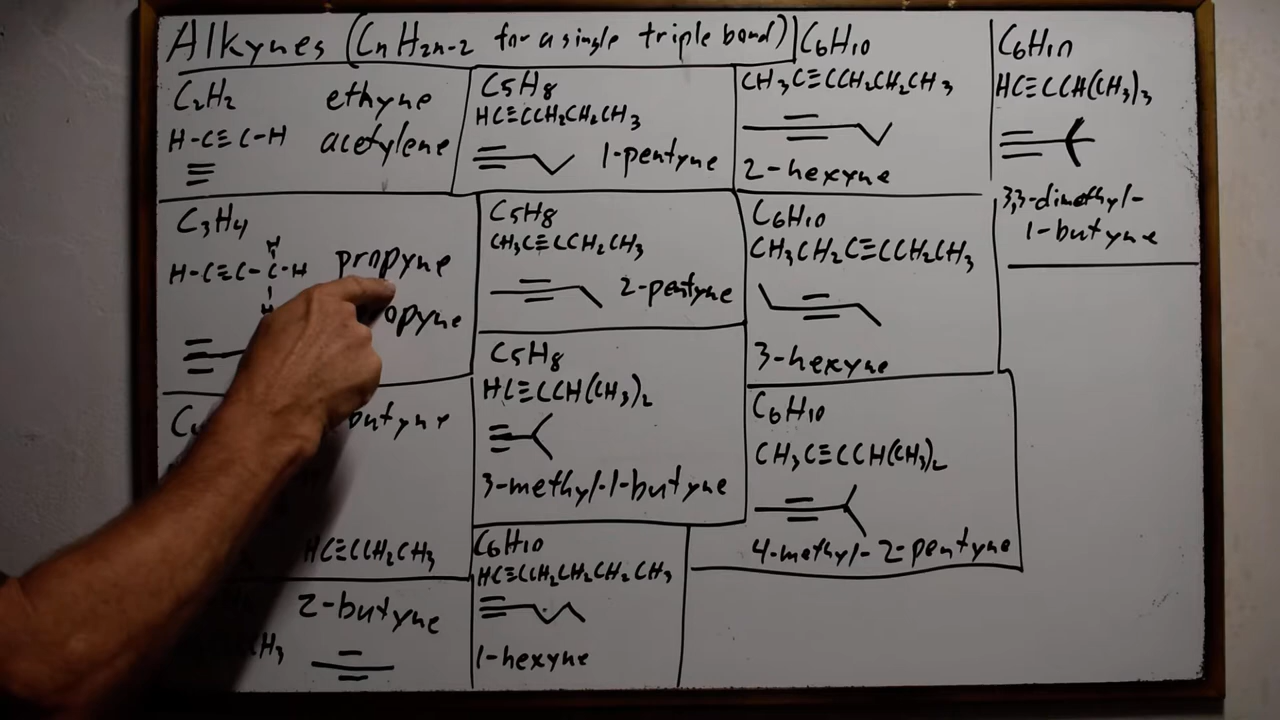 Alkynes (CnH2n-2 for a single triple bond)
C2H2 ethyne
H-C≡C-H acetylene
C3H4
H
H-C≡C-C-H propyne
H
opyne
butyne
HC≡CCH2CH3
2-butyne
H3
C5H8
HC≡CCH2CH2CH3
1-pentyne
C5H8
CH3C≡CCH2CH3
2-pentyne
C5H8
HC≡CCH(CH3)2
3-methyl-1-butyne
C6H10
HC≡CCH2CH2CH2CH3
1-hexyne
C6H10
CH3C≡CCH2CH2CH3
2-hexyne
C6H10
CH3CH2C≡CCH2CH3
3-hexyne
C6H10
CH3C≡CCH(CH3)2
4-methyl-2-pentyne
C6H10
HC≡CCH(CH3)3
3,3-dimethyl-
1-butyne